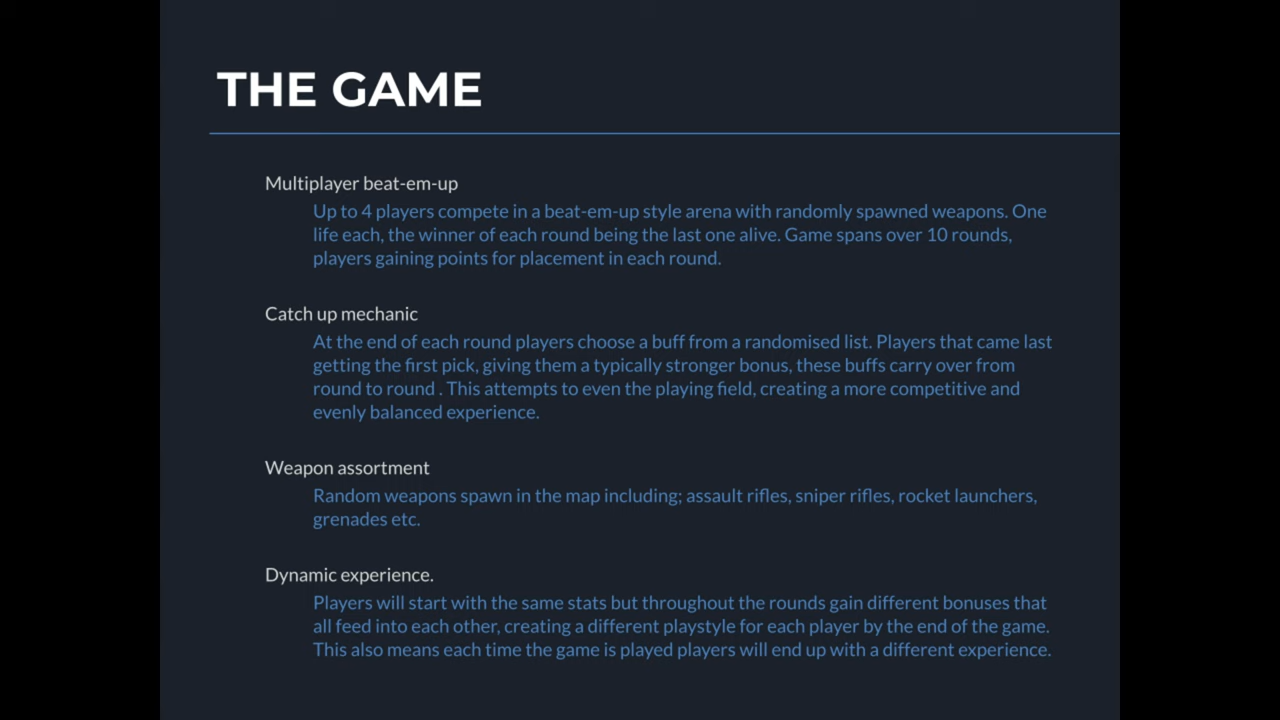 THE GAME
Multiplayer beat-em-up
Up to 4 players compete in a beat-em-up style arena with randomly spawned weapons. One
life each, the winner of each round being the last one alive. Game spans over 10 rounds,
players gaining points for placement in each round.
Catch up mechanic
At the end of each round players choose a buff from a randomised list. Players that came last
getting the first pick, giving them a typically stronger bonus, these buffs carry over from
round to round . This attempts to even the playing field, creating a more competitive and
evenly balanced experience.
Weapon assortment
Random weapons spawn in the map including; assault rifles, sniper rifles, rocket launchers,
grenades etc.
Dynamic experience.
Players will start with the same stats but throughout the rounds gain different bonuses that
all feed into each other, creating a different playstyle for each player by the end of the game.
This also means each time the game is played players will end up with a different experience.